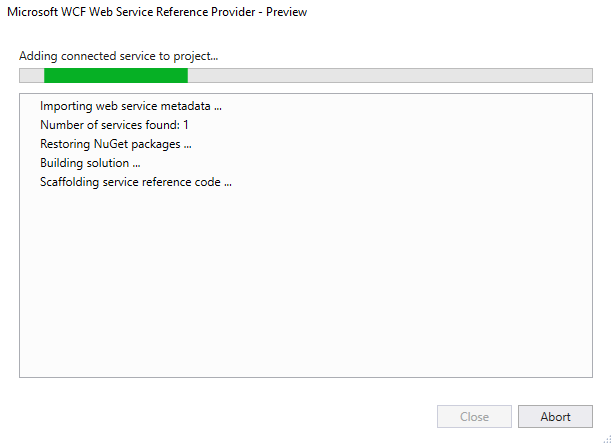 Microsoft WCF Web Service Reference Provider - Preview
Adding connected service to project...
Importing web service metadata ...
Number of services found: 1
Restoring NuGet packages ...
Building solution ...
Scaffolding service reference code ...
Close
Abort